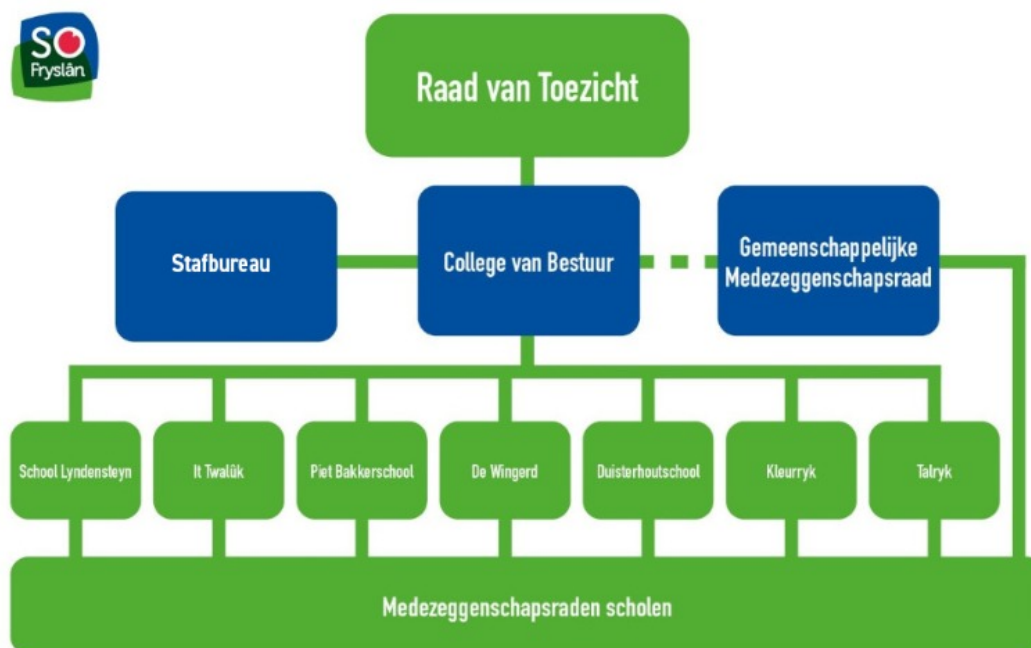 SO
Fryslân
Raad van Toezicht
Stafbureau
College van Bestuur
Gemeenschappelijke
Medezeggenschapsraad
School Lyndensteyn
It Twalûk
Piet Bakkerschool
De Wingerd
Duisterhoutschool
Kleurryk
Talryk
Medezeggenschapsraden scholen